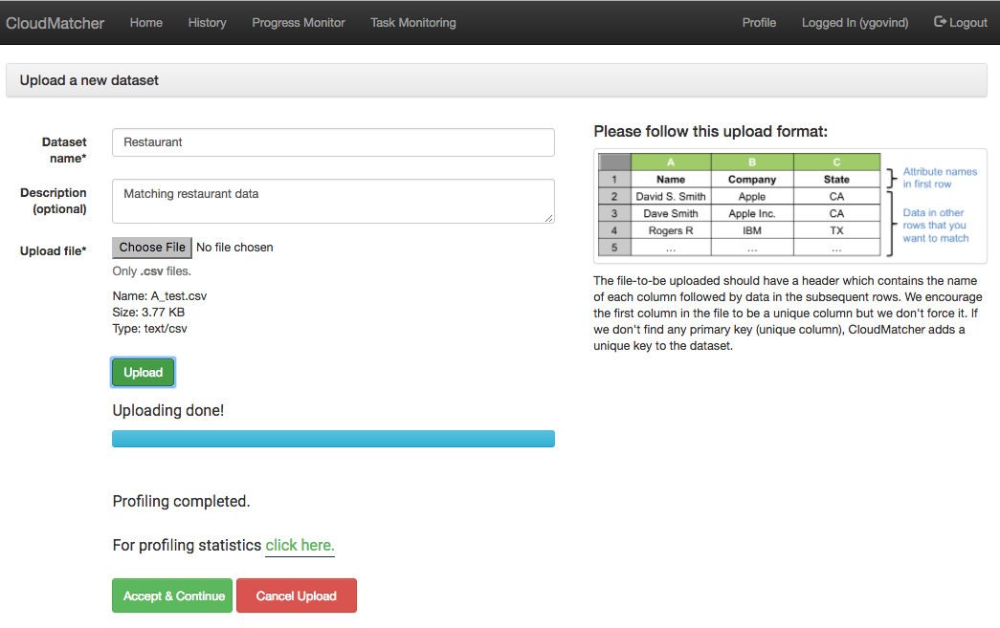 CloudMatcher Home History Progress Monitor Task Monitoring Profile Logged In (ygovind) Logout
Upload a new dataset
Dataset name* Restaurant
Description (optional) Matching restaurant data
Upload file* Choose File No file chosen
Only .csv files.
Name: A_test.csv
Size: 3.77 KB
Type: text/csv
Upload
Uploading done!
Profiling completed.
For profiling statistics click here.
Accept & Continue Cancel Upload
Please follow this upload format:
A B C
1 Name Company State
2 David S. Smith Apple CA
3 Dave Smith Apple Inc. CA
4 Rogers R IBM TX
5 ... ... ...
Attribute names
in first row
Data in other
rows that you
want to match
The file-to-be uploaded should have a header which contains the name
of each column followed by data in the subsequent rows. We encourage
the first column in the file to be a unique column but we don't force it. If
we don't find any primary key (unique column), CloudMatcher adds a
unique key to the dataset.